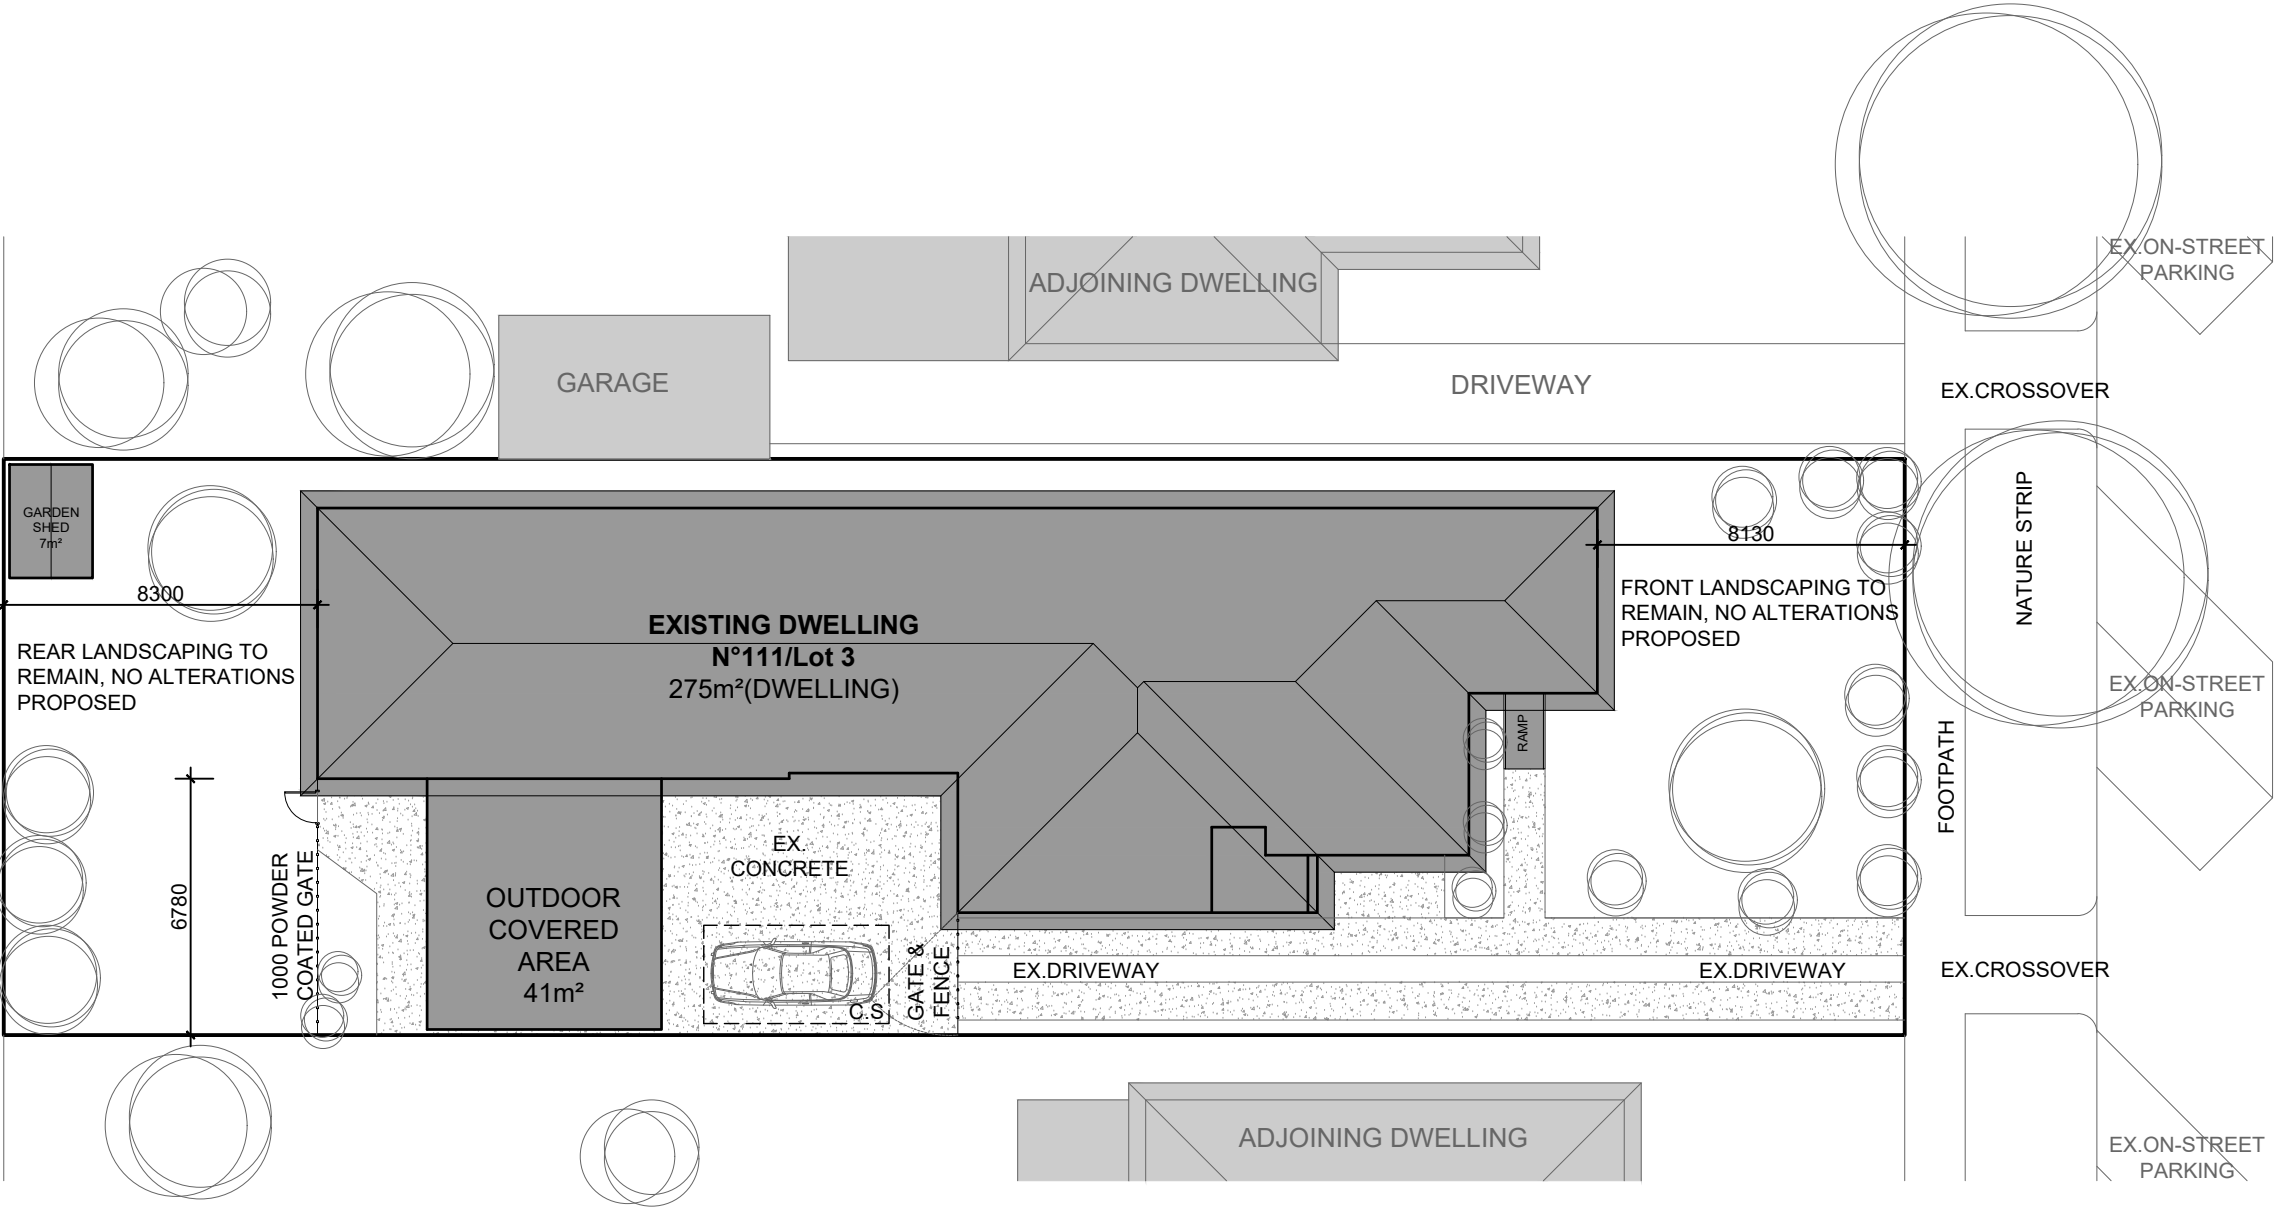 EX.ON-STREET
PARKING
ADJOINING DWELLING
GARAGE
DRIVEWAY
EX.CROSSOVER
GARDEN
SHED
7m²
8300
8130
NATURE STRIP
REAR LANDSCAPING TO
REMAIN, NO ALTERATIONS
PROPOSED
EXISTING DWELLING
N°111/Lot 3
275m²(DWELLING)
FRONT LANDSCAPING TO
REMAIN, NO ALTERATIONS
PROPOSED
EX.ON-STREET
PARKING
RAMP
FOOTPATH
6780
1000 POWDER
COATED GATE
OUTDOOR
COVERED
AREA
41m²
EX.
CONCRETE
C.S
GATE &
FENCE
EX.DRIVEWAY
EX.DRIVEWAY
EX.CROSSOVER
ADJOINING DWELLING
EX.ON-STREET
PARKING